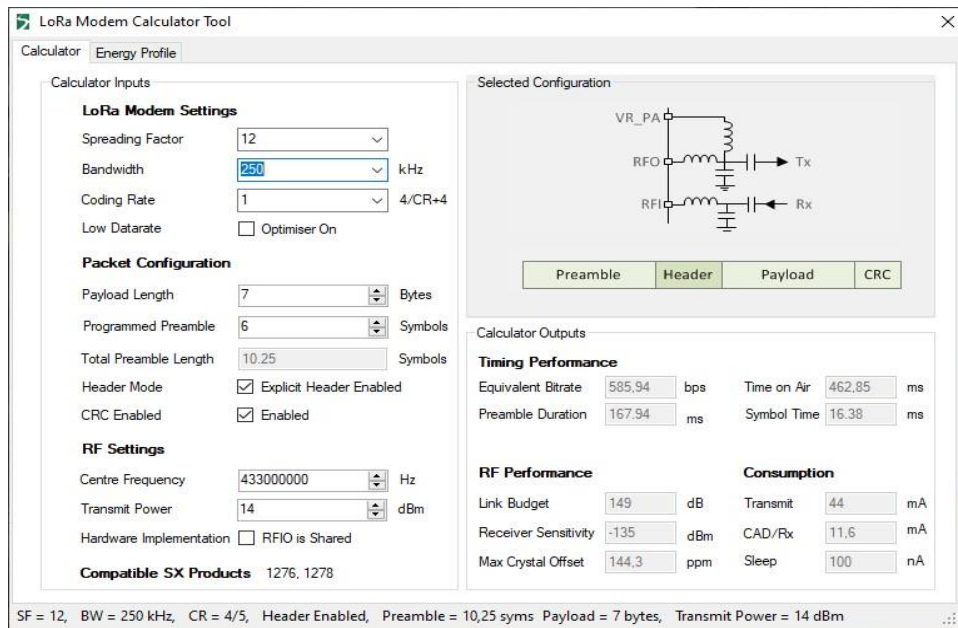 LoRa Modem Calculator Tool
Calculator Energy Profile
Calculator Inputs
LoRa Modem Settings
Spreading Factor 12
Bandwidth 250 kHz
Coding Rate 1 4/CR+4
Low Datarate Optimiser On
Packet Configuration
Payload Length 7 Bytes
Programmed Preamble 6 Symbols
Total Preamble Length 10.25 Symbols
Header Mode Explicit Header Enabled
CRC Enabled Enabled
RF Settings
Centre Frequency 433000000 Hz
Transmit Power 14 dBm
Hardware Implementation RFIO is Shared
Compatible SX Products 1276, 1278
Selected Configuration
VR_PA
RFO Tx
RFI Rx
Preamble Header Payload CRC
Calculator Outputs
Timing Performance
Equivalent Bitrate 585,94 bps Time on Air 462,85 ms
Preamble Duration 167.94 ms Symbol Time 16.38 ms
RF Performance Consumption
Link Budget 149 dB Transmit 44 mA
Receiver Sensitivity -135 dBm CAD/Rx 11,6 mA
Max Crystal Offset 144,3 ppm Sleep 100 nA
SF = 12, BW = 250 kHz, CR = 4/5, Header Enabled, Preamble = 10,25 syms Payload = 7 bytes, Transmit Power = 14 dBm